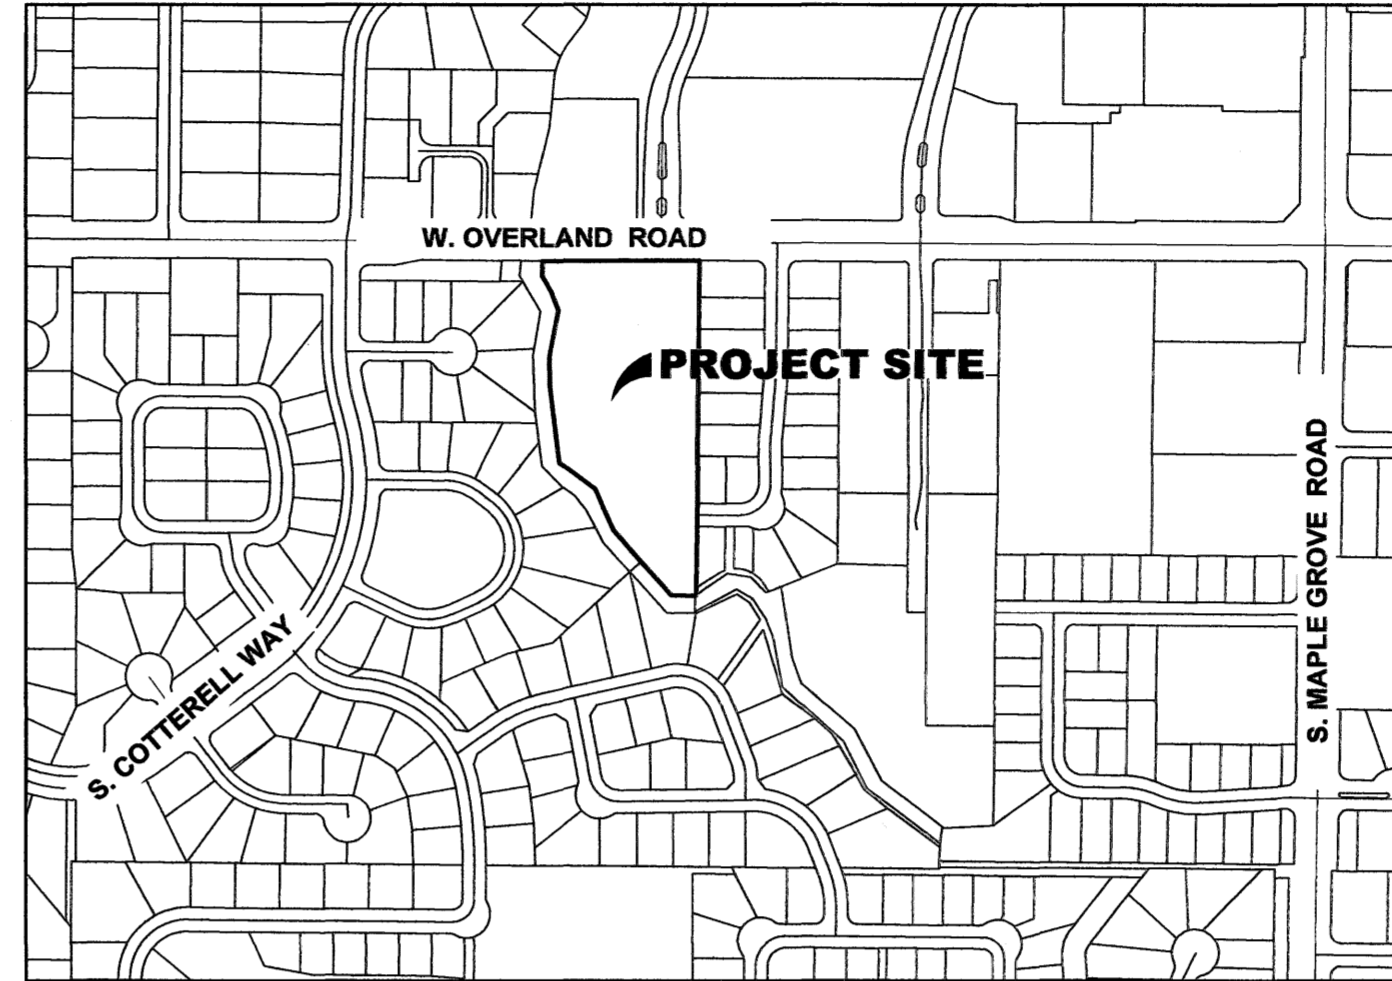 W. OVERLAND ROAD
PROJECT SITE
S. MAPLE GROVE ROAD
S. COTTERELL WAY